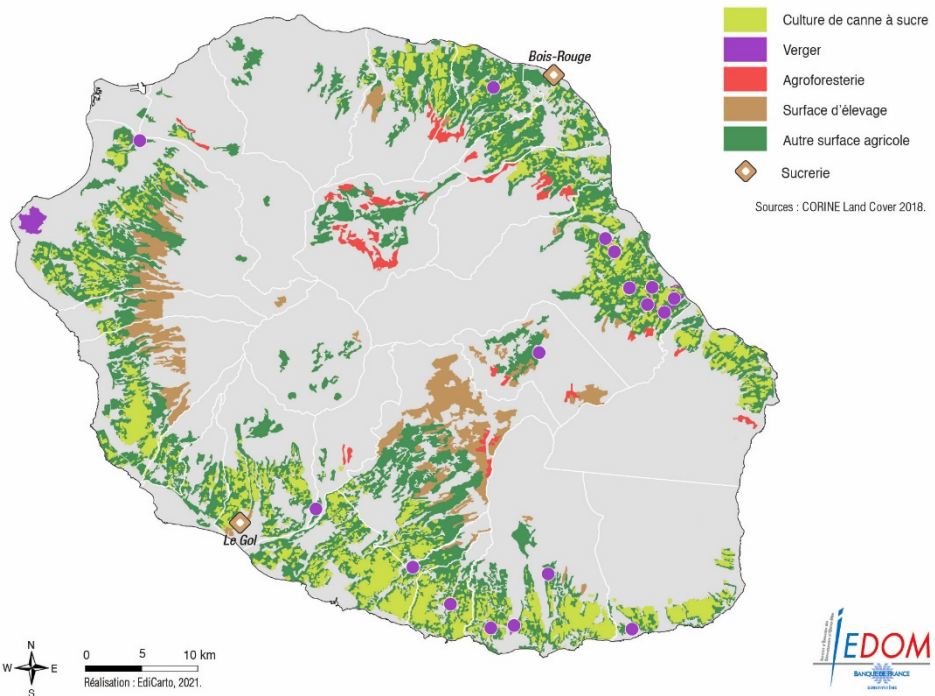 Culture de canne à sucre
Verger
Agroforesterie
Surface d'élevage
Autre surface agricole
Sucrerie
Sources : CORINE Land Cover 2018.
Bois-Rouge
Le Gol
N
W E
S
0 5 10 km
Réalisation : EdiCarto, 2021.
IEDOM
BANQUE DE FRANCE
EUROSYSTÈME